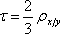 τ = 2/3 ρ_{x/y}